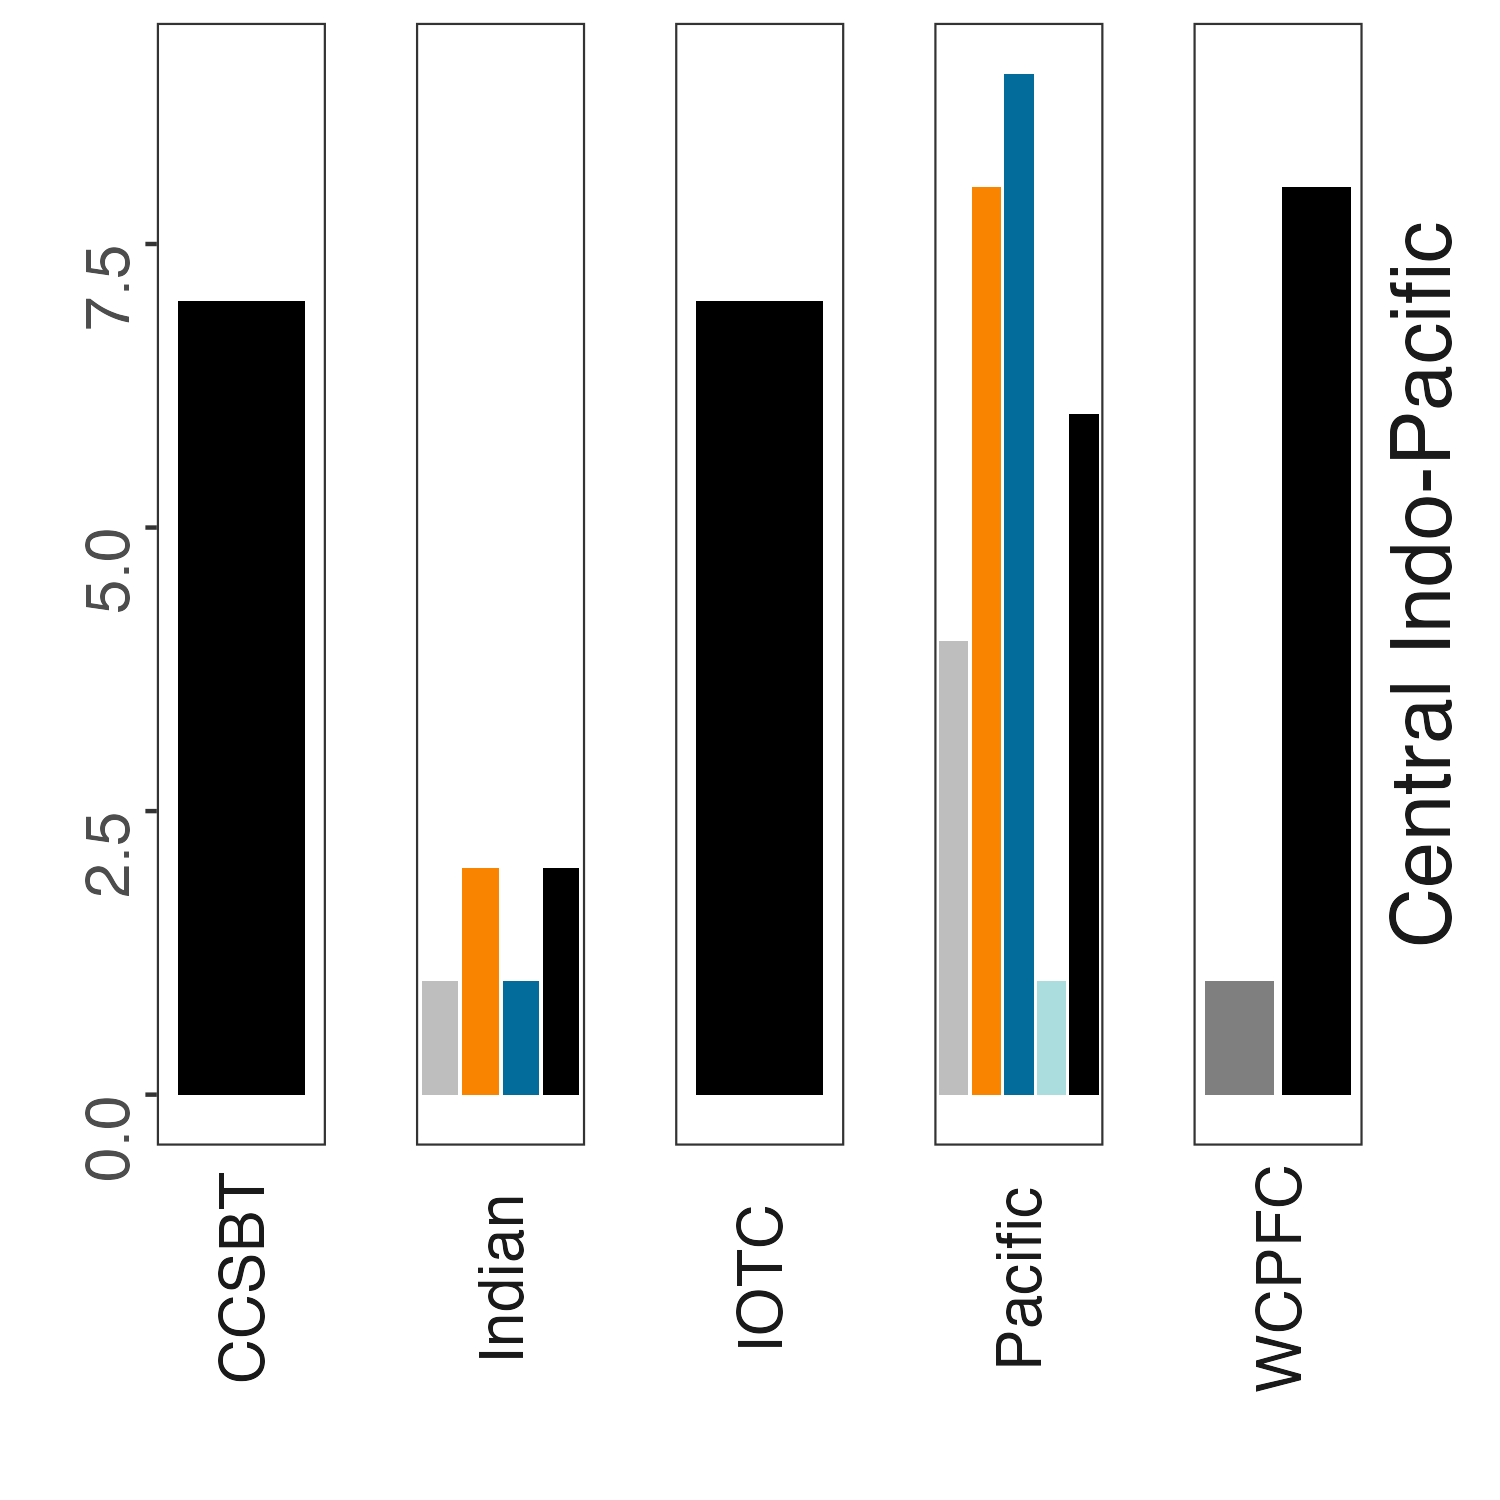 7.5
5.0
2.5
0.0
CCSBT
Indian
IOTC
Pacific
WCPFC
Central Indo-Pacific